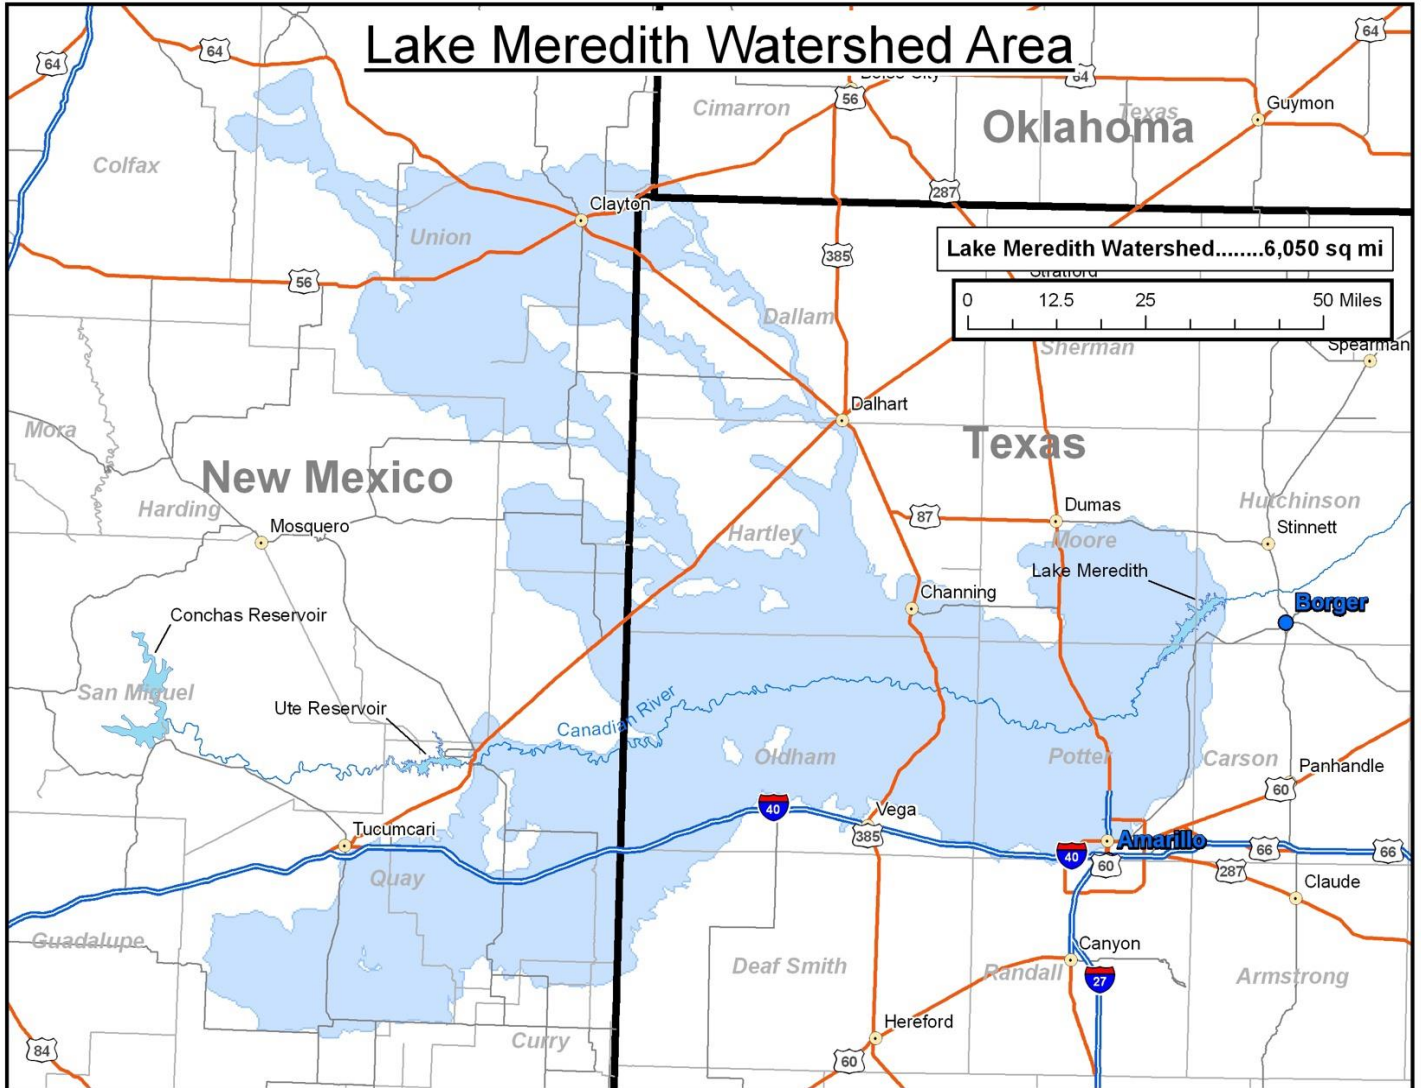 Lake Meredith Watershed Area
64
64
64
64
56
Cimarron
Texas
Guymon
Oklahoma
Colfax
287
Clayton
Union
385
Lake Meredith Watershed........6,050 sq mi
Stratford
56
0 12.5 25 50 Miles
Dallam
Sherman
Spearman
Dalhart
Mora
Texas
New Mexico
Harding
Hutchinson
Dumas
87
Mosquero
Hartley
Moore
Stinnett
Lake Meredith
Channing
Borger
Conchas Reservoir
San Miguel
Ute Reservoir
Canadian River
Oldham
Potter
Carson
Panhandle
60
40
Vega
385
Tucumcari
Amarillo
40
60
66
66
287
Quay
Claude
Guadalupe
Canyon
Deaf Smith
Randall
27
Armstrong
Hereford
Curry
84
60